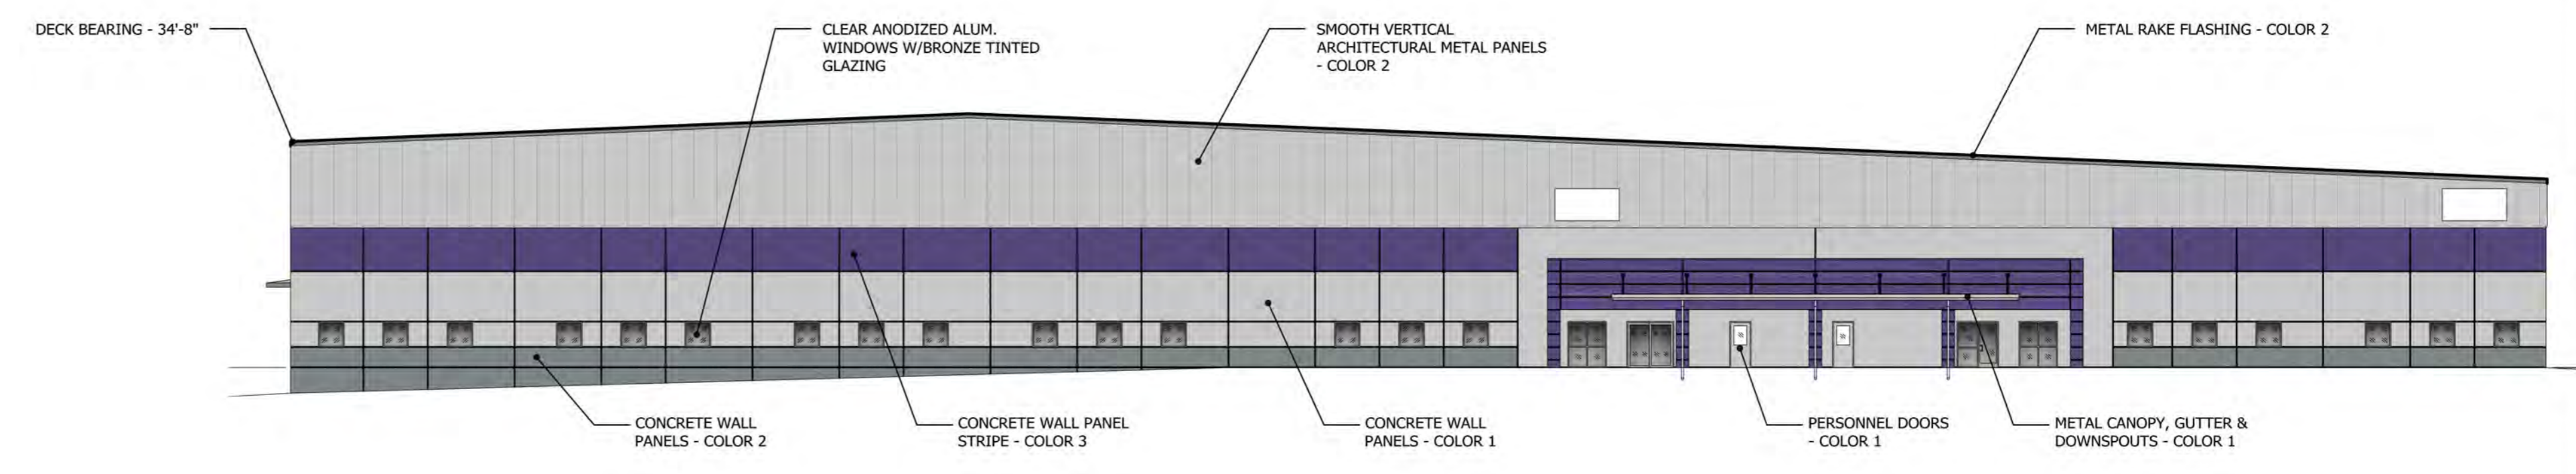 DECK BEARING - 34'-8"
CLEAR ANODIZED ALUM.
WINDOWS W/BRONZE TINTED
GLAZING
SMOOTH VERTICAL
ARCHITECTURAL METAL PANELS
- COLOR 2
METAL RAKE FLASHING - COLOR 2
CONCRETE WALL
PANELS - COLOR 2
CONCRETE WALL PANEL
STRIPE - COLOR 3
CONCRETE WALL
PANELS - COLOR 1
PERSONNEL DOORS
- COLOR 1
METAL CANOPY, GUTTER &
DOWNSPOUTS - COLOR 1